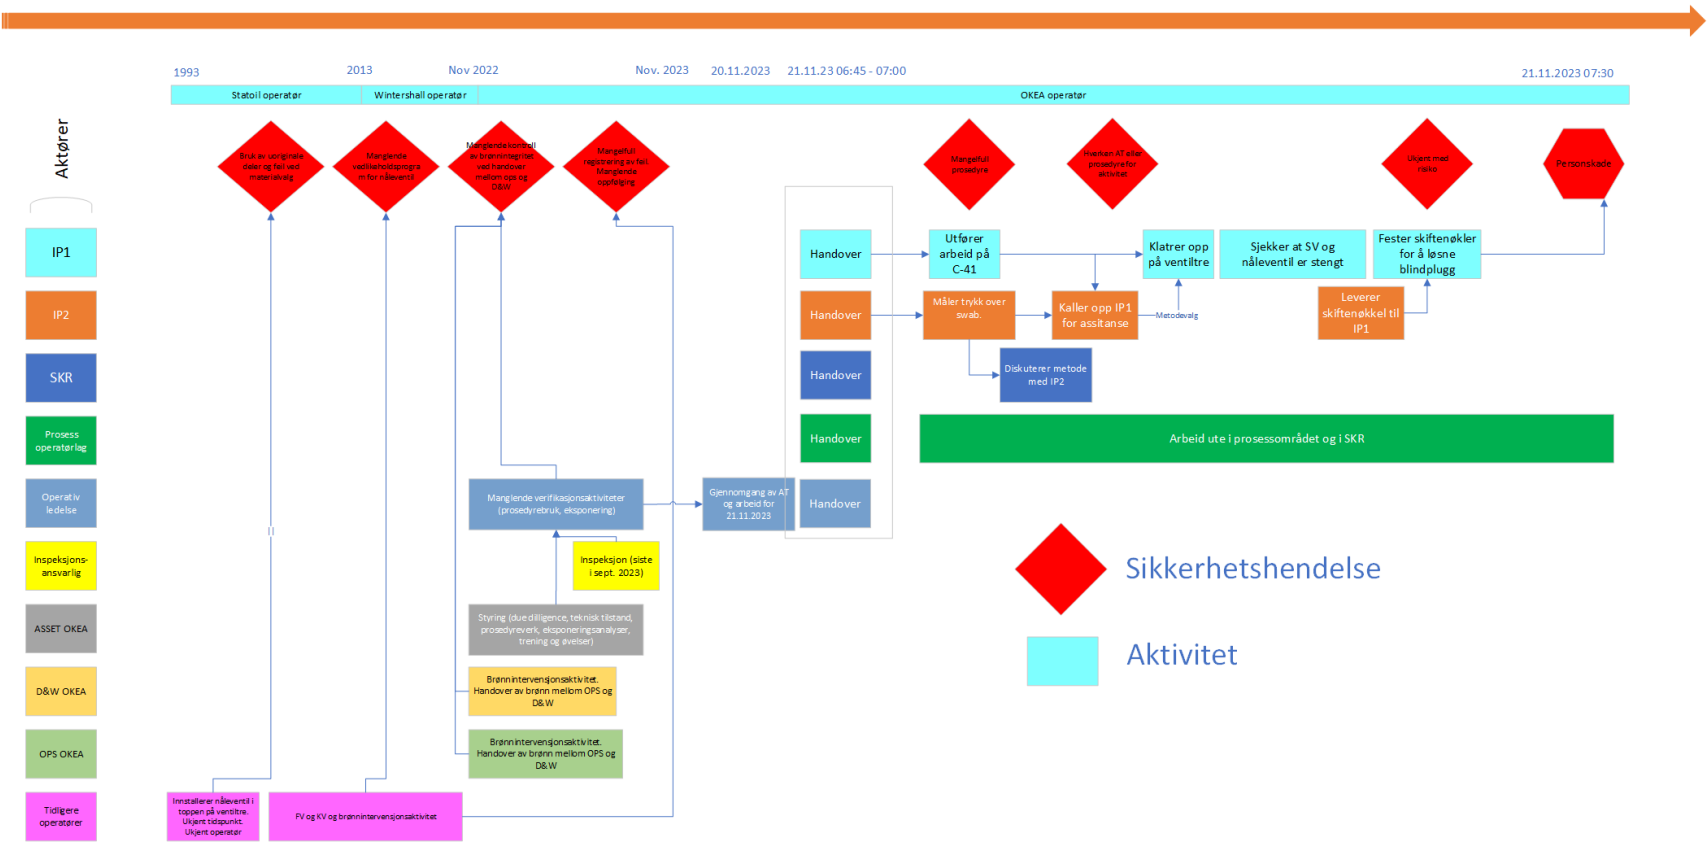 1993
2013
Nov 2022
Nov. 2023
20.11.2023
21.11.23 06:45 - 07:00
21.11.2023 07:30
Statoil operatør
Wintershall operatør
OKEA operatør
Aktører
Bruk av uoriginale
deler og feil ved
materialvalg
Manglende
vedlikeholdsprogra
m for nåleventil
Manglende kontroll
av brønnintegritet
ved handover
mellom ops og
D&W
Mangelfull
registrering av feil.
Manglende
oppfølging
Mangelfull
prosedyre
Hverken AT eller
prosedyre for
aktivitet
Ukjent med
risiko
Personskade
IP1
Handover
Utfører
arbeid på
C-41
Klatrer opp
på ventiltre
Sjekker at SV og
nåleventil er stengt
Fester skiftenøkler
for å løsne
blindplugg
IP2
Handover
Måler trykk over
swab.
Kaller opp IP1
for assitanse
Metodevalg
Leverer
skiftenøkkel til
IP1
SKR
Handover
Diskuterer metode
med IP2
Prosess
operatørlag
Handover
Arbeid ute i prosessområdet og i SKR
Operativ
ledelse
Manglende verifikasjonsaktiviteter
(prosedyrebruk, eksponering)
Gjennomgang av AT
og arbeid for
21.11.2023
Handover
Inspeksjons-
ansvarlig
Inspeksjon (siste
i sept. 2023)
Sikkerhetshendelse
ASSET OKEA
Styring (due dilligence, teknisk tilstand,
prosedyreverk, eksponeringsanalyser,
trening og øvelser)
Aktivitet
D&W OKEA
Brønnintervensjonsaktivitet.
Handover av brønn mellom OPS og
D&W
OPS OKEA
Brønnintervensjonsaktivitet.
Handover av brønn mellom OPS og
D&W
Tidligere
operatører
Innstallerer nåleventil i
toppen på ventiltre.
Ukjent tidspunkt.
Ukjent operatør
FV og KV og brønnintervensjonsaktivitet